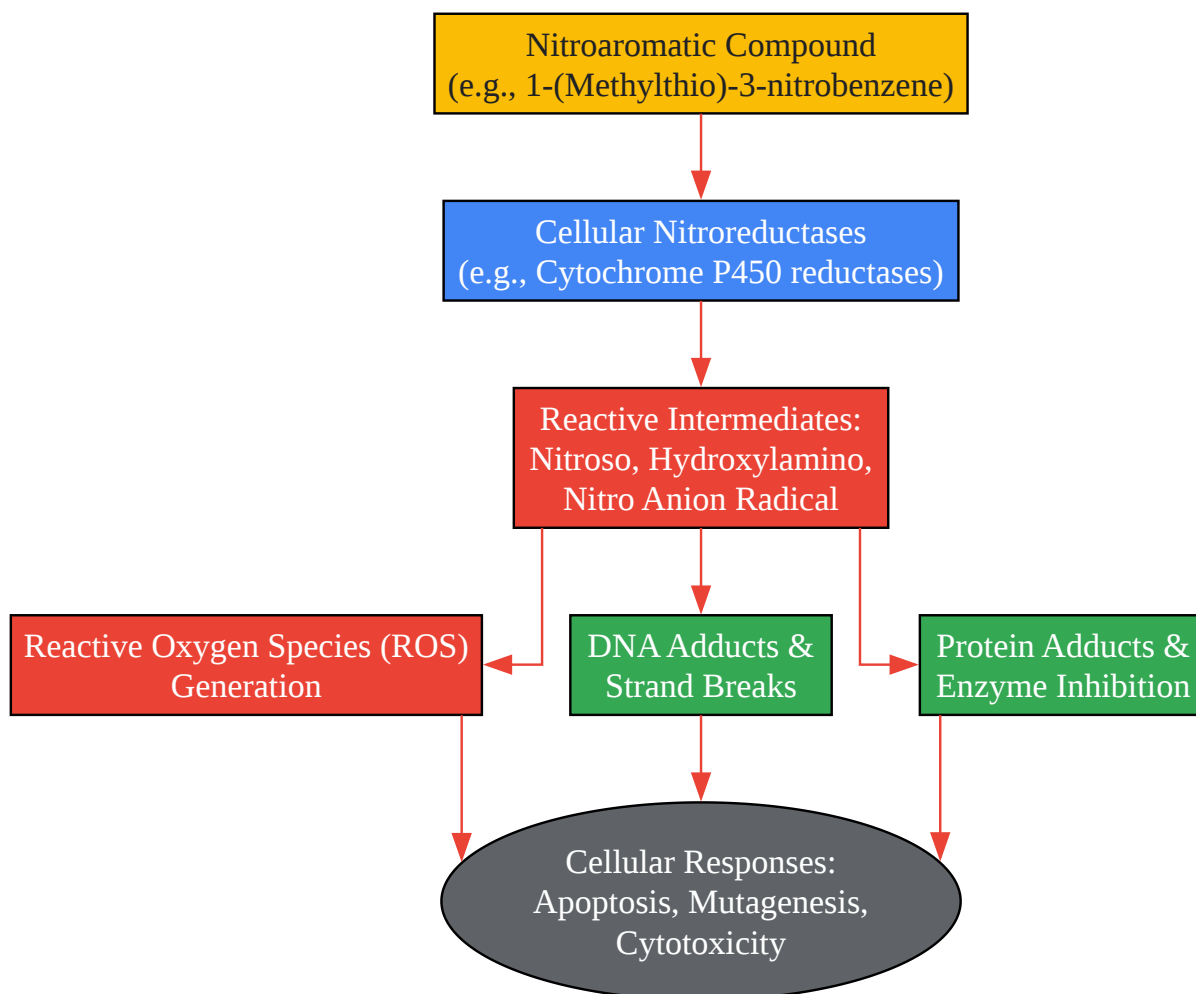 Nitroaromatic Compound
(e.g., 1-(Methylthio)-3-nitrobenzene)
Cellular Nitroreductases
(e.g., Cytochrome P450 reductases)
Reactive Intermediates:
Nitroso, Hydroxylamino,
Nitro Anion Radical
Reactive Oxygen Species (ROS)
Generation
DNA Adducts &
Strand Breaks
Protein Adducts &
Enzyme Inhibition
Cellular Responses:
Apoptosis, Mutagenesis,
Cytotoxicity